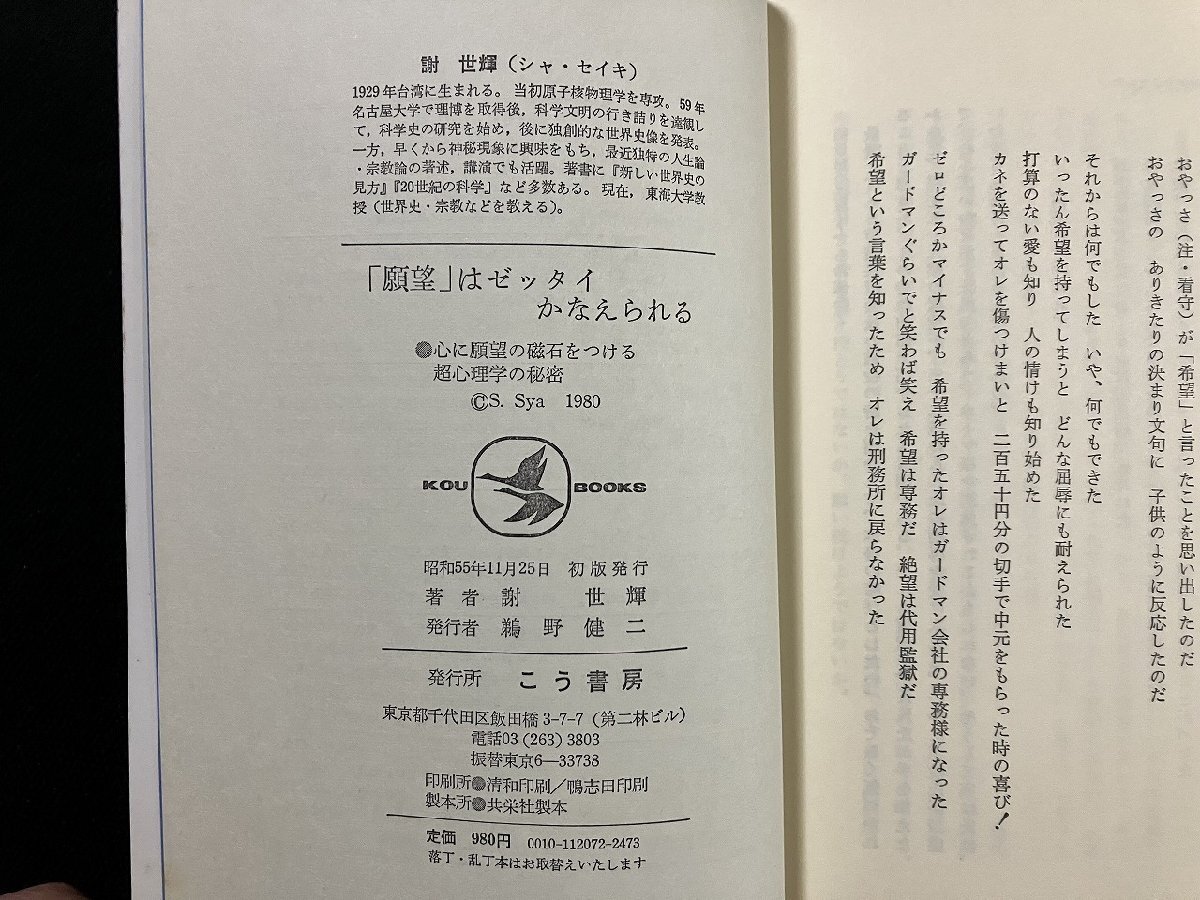 おやっさ（注・看守）が「希望」と言ったことを思い出したのだ
おやっさの　ありきたりの決まり文句に　子供のように反応したのだ
それからは何でもした　いや、何でもできた
いったん希望を持ってしまうと　どんな屈辱にも耐えられた
打算のない愛も知り　人の情けも知り始めた
カネを送ってオレを傷つけまいと　二百五十円分の切手で中元をもらった時の喜び！
ゼロどころかマイナスでも　希望を持ったオレはガードマン会社の専務様になった
ガードマンぐらいでと笑わば笑え　希望は専務だ　絶望は代用監獄だ
希望という言葉を知ったため　オレは刑務所に戻らなかった
謝　世輝（シャ・セイキ）
1929年台湾に生まれる。当初原子核物理学を専攻。59年
名古屋大学で理博を取得後，科学文明の行き詰りを達観し
て，科学史の研究を始め，後に独創的な世界史像を発表。
一方，早くから神秘現象に興味をもち，最近独特の人生論
・宗教論の著述，講演でも活躍。著書に『新しい世界史の
見方』『20世紀の科学』など多数ある。現在，東海大学教
授（世界史・宗教などを教える）。
「願望」はゼッタイ
かなえられる
●心に願望の磁石をつける
超心理学の秘密
©S. Sya 1980
KOU BOOKS
昭和55年11月25日　初版発行
著者　謝　世輝
発行者　鵜野健二
発行所　こう書房
東京都千代田区飯田橋3-7-7（第二林ビル）
電話03（263）3803
振替東京6―33733
印刷所●清和印刷／鴨志田印刷
製本所●共栄社製本
定価　980円　0010-112072-2473
落丁・乱丁本はお取替えいたします